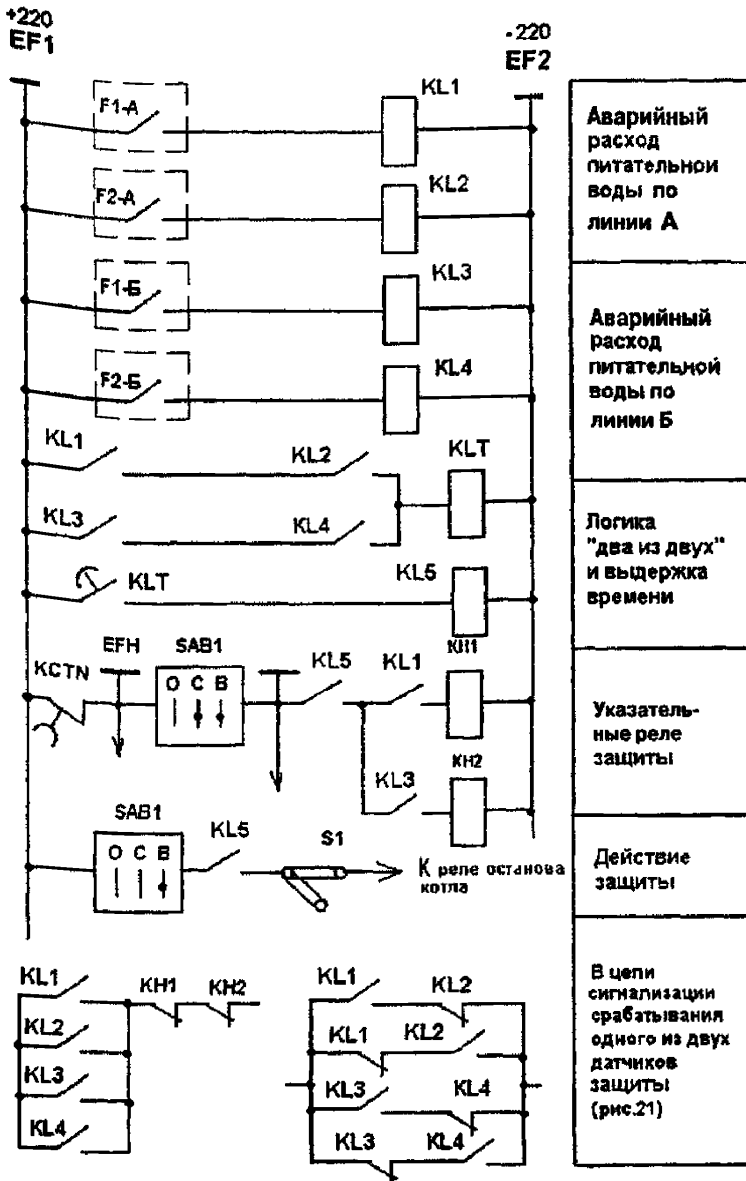 +220
EF1
-220
EF2
F1-А
KL1
F2-А
KL2
F1-Б
KL3
F2-Б
KL4
Аварийный
расход
питательной
воды по
линии А
Аварийный
расход
питательной
воды по
линии Б
KL1
KL2
KLT
KL3
KL4
KLT
KL5
Логика
"два из двух"
и выдержка
времени
KCTN
EFH
SAB1
О С В
KL5
KL1
KH1
KL3
KH2
Указатель-
ные реле
защиты
SAB1
О С В
KL5
S1
К реле останова
котла
Действие
защиты
KL1
KH1
KH2
KL2
KL3
KL4
KL1
KL2
KL1
KL2
KL3
KL4
KL3
KL4
В цепи
сигнализации
срабатывания
одного из двух
датчиков
защиты
(рис.21)